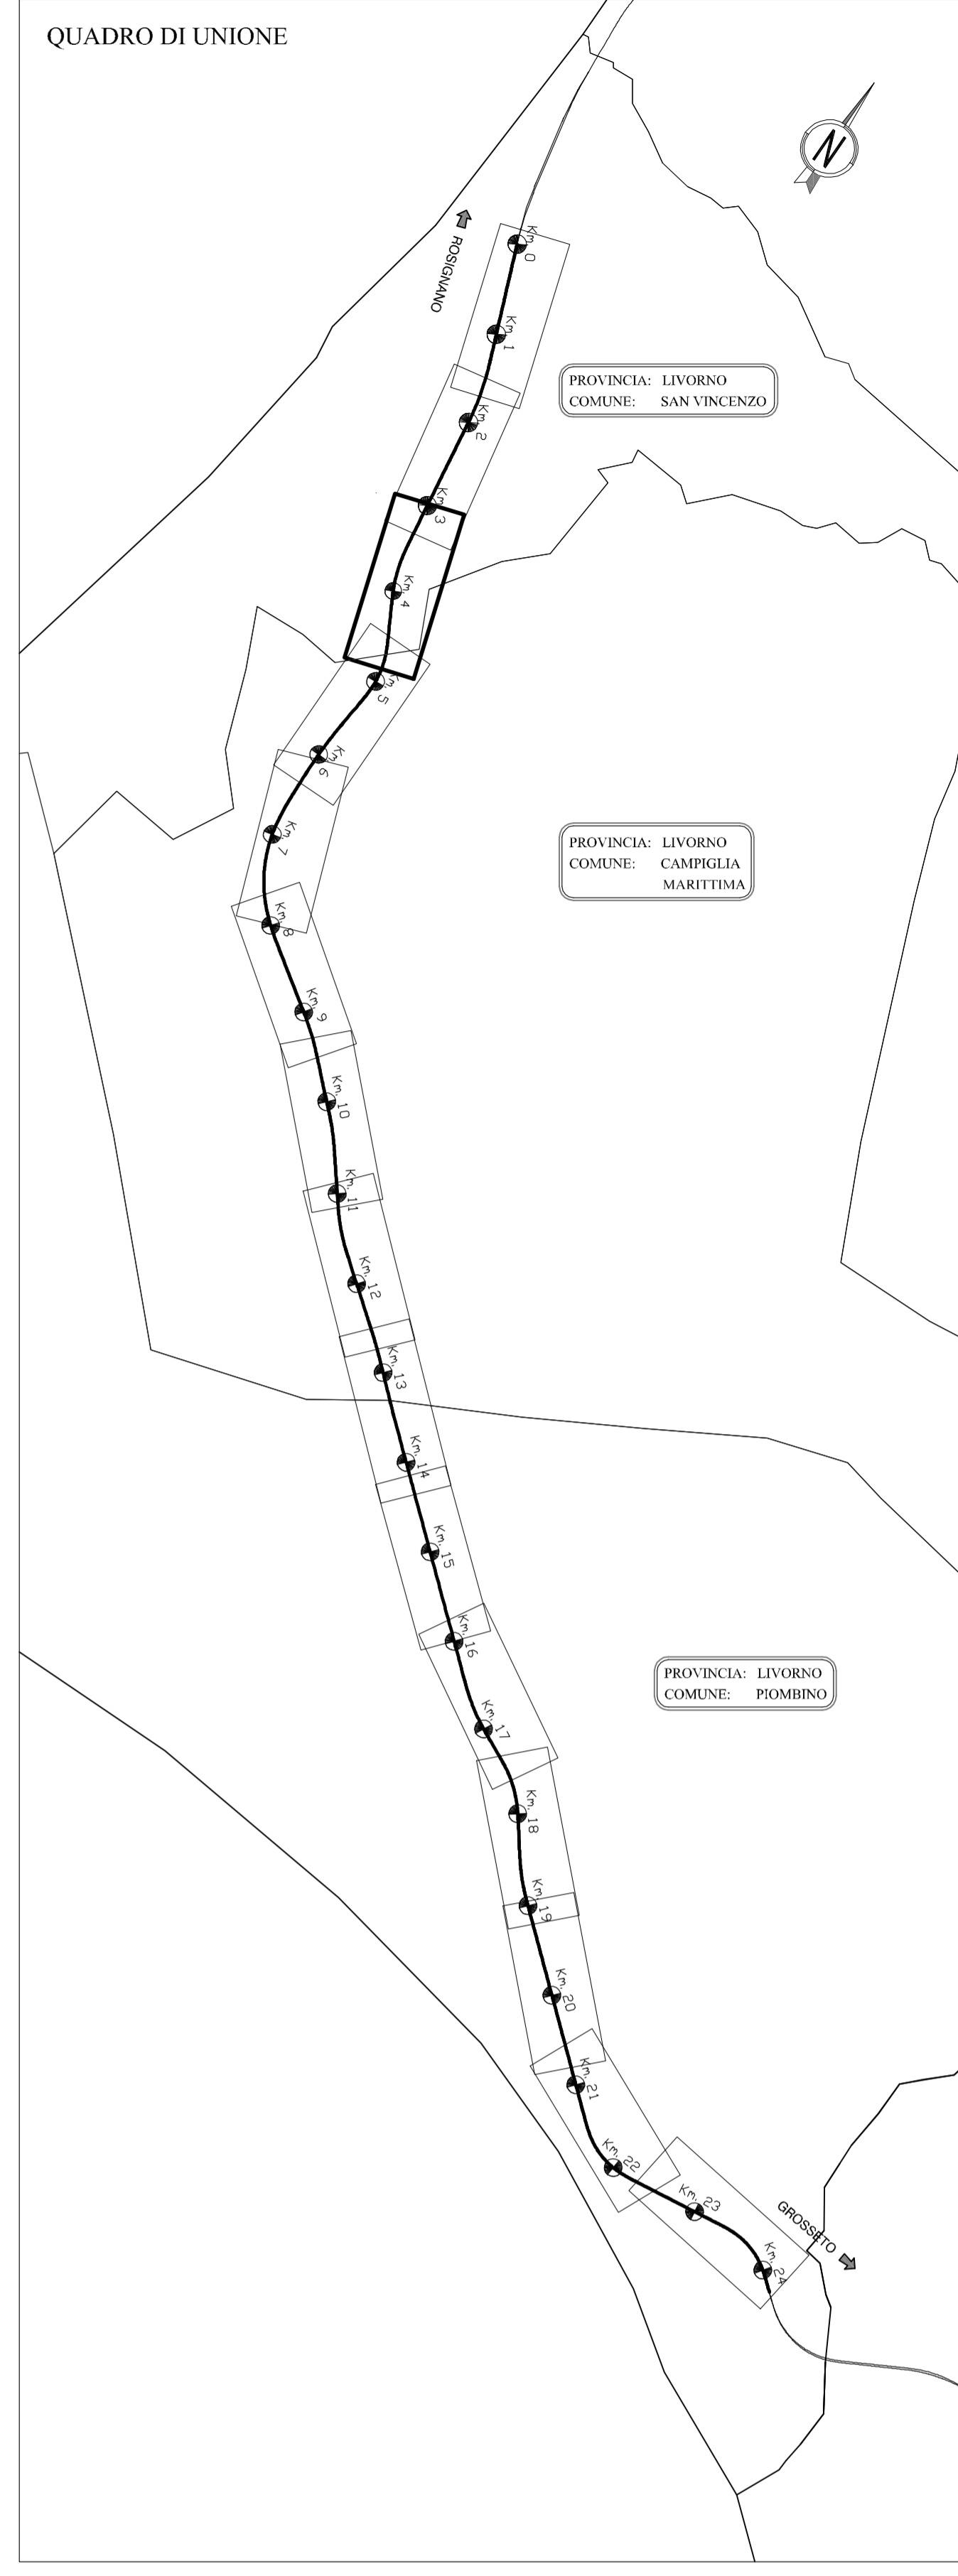 QUADRO DI UNIONE
N
ROSIGNANO
Km. 0
Km. 1
PROVINCIA: LIVORNO
COMUNE: SAN VINCENZO
Km. 2
Km. 3
Km. 4
Km. 5
Km. 6
Km. 7
PROVINCIA: LIVORNO
COMUNE: CAMPIGLIA
MARITTIMA
Km. 8
Km. 9
Km. 10
Km. 11
Km. 12
Km. 13
Km. 14
Km. 15
Km. 16
PROVINCIA: LIVORNO
COMUNE: PIOMBINO
Km. 17
Km. 18
Km. 19
Km. 20
Km. 21
Km. 22
Km. 23
GROSSETO
Km. 24